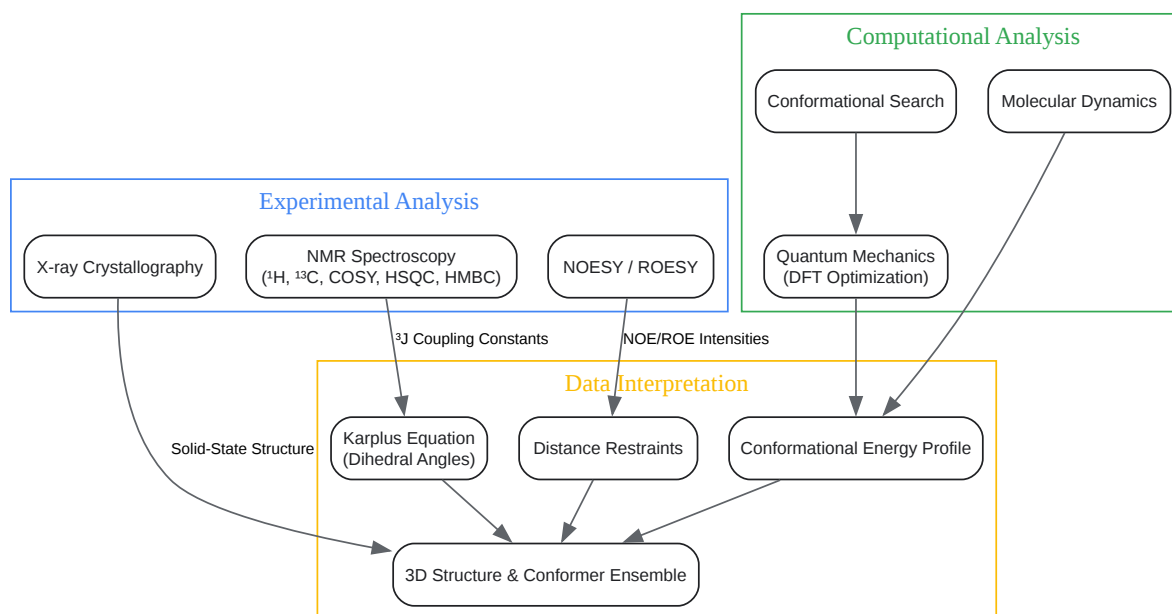 Computational Analysis
Conformational Search
Molecular Dynamics
Experimental Analysis
X-ray Crystallography
NMR Spectroscopy
(¹H, ¹³C, COSY, HSQC, HMBC)
NOESY / ROESY
Quantum Mechanics
(DFT Optimization)
³J Coupling Constants
NOE/ROE Intensities
Data Interpretation
Solid-State Structure
Karplus Equation
(Dihedral Angles)
Distance Restraints
Conformational Energy Profile
3D Structure & Conformer Ensemble